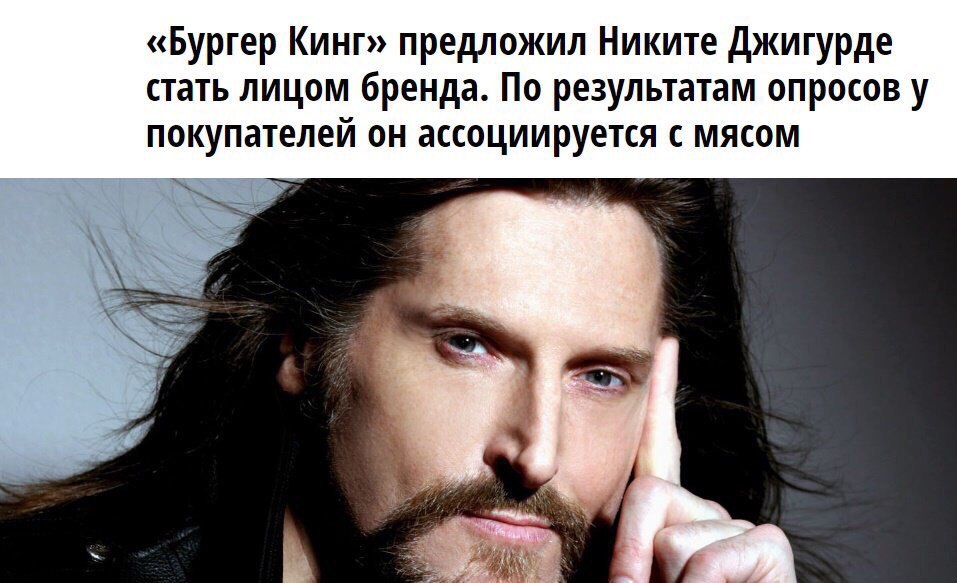 «Бургер Кинг» предложил Никите Джигурде
стать лицом бренда. По результатам опросов у
покупателей он ассоциируется с мясом